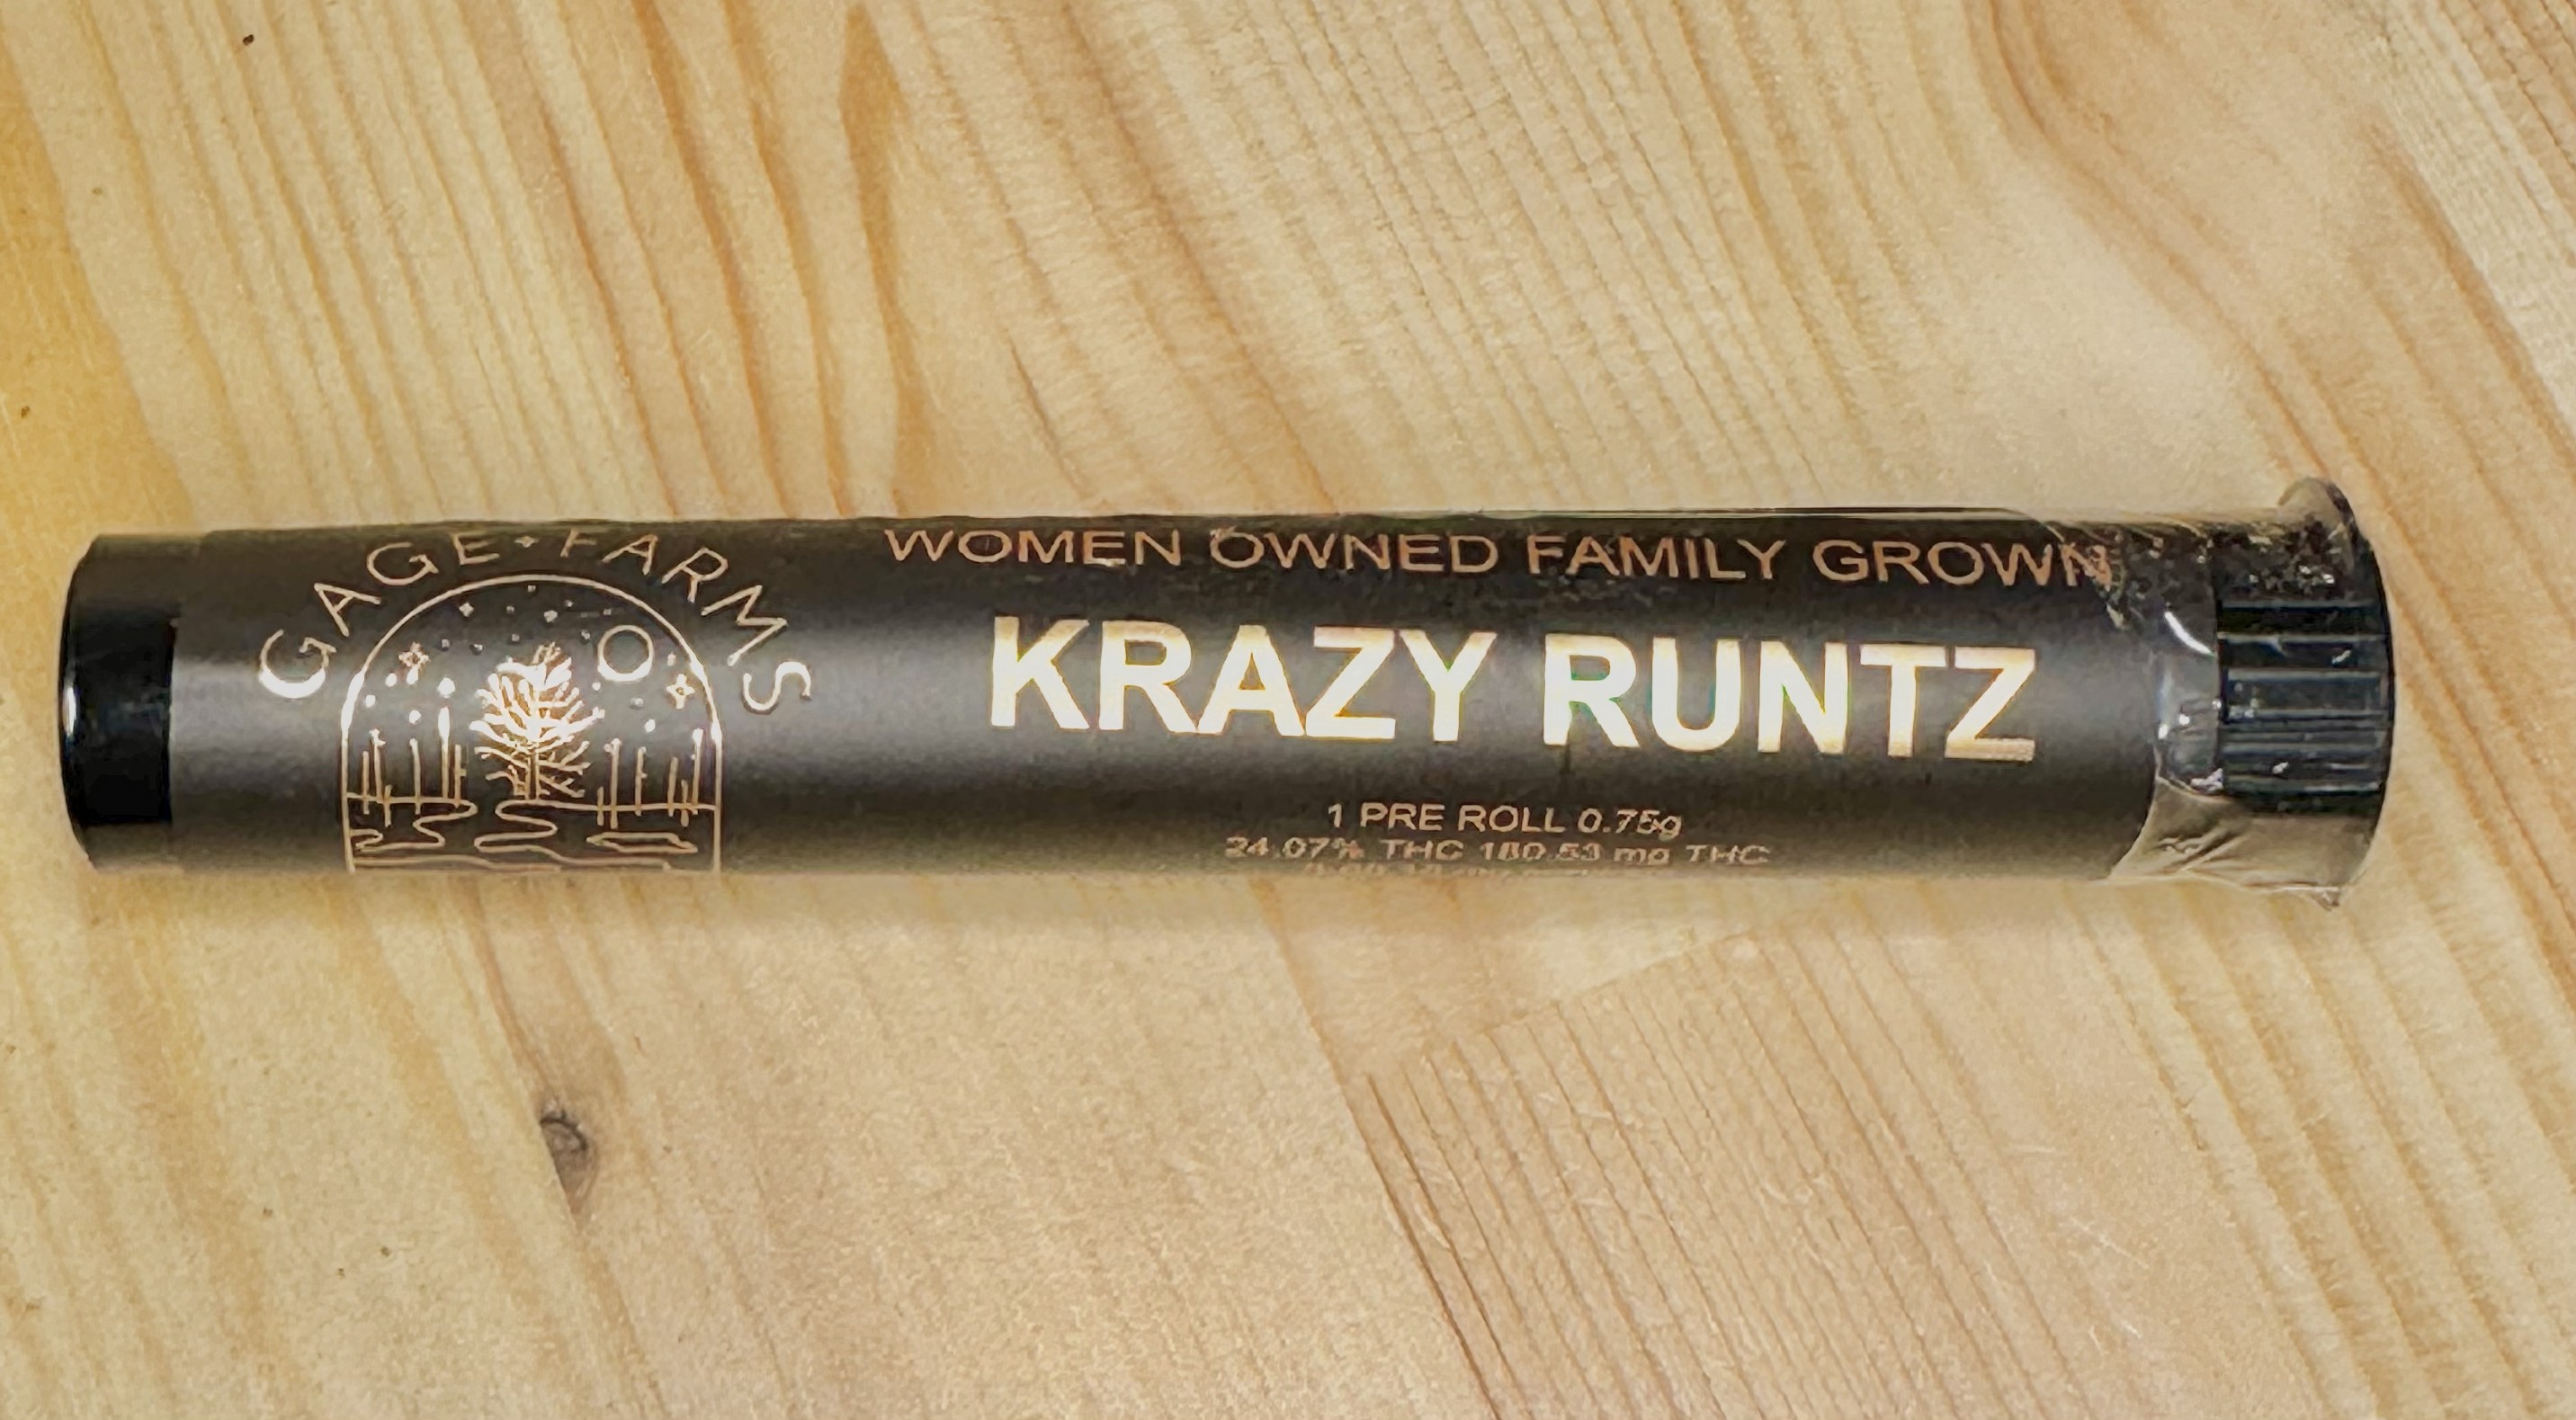 GAGE FARMS
WOMEN OWNED FAMILY GROWN
KRAZY RUNTZ
1 PRE ROLL 0.75g
24.07% THC 180.53 mg THC